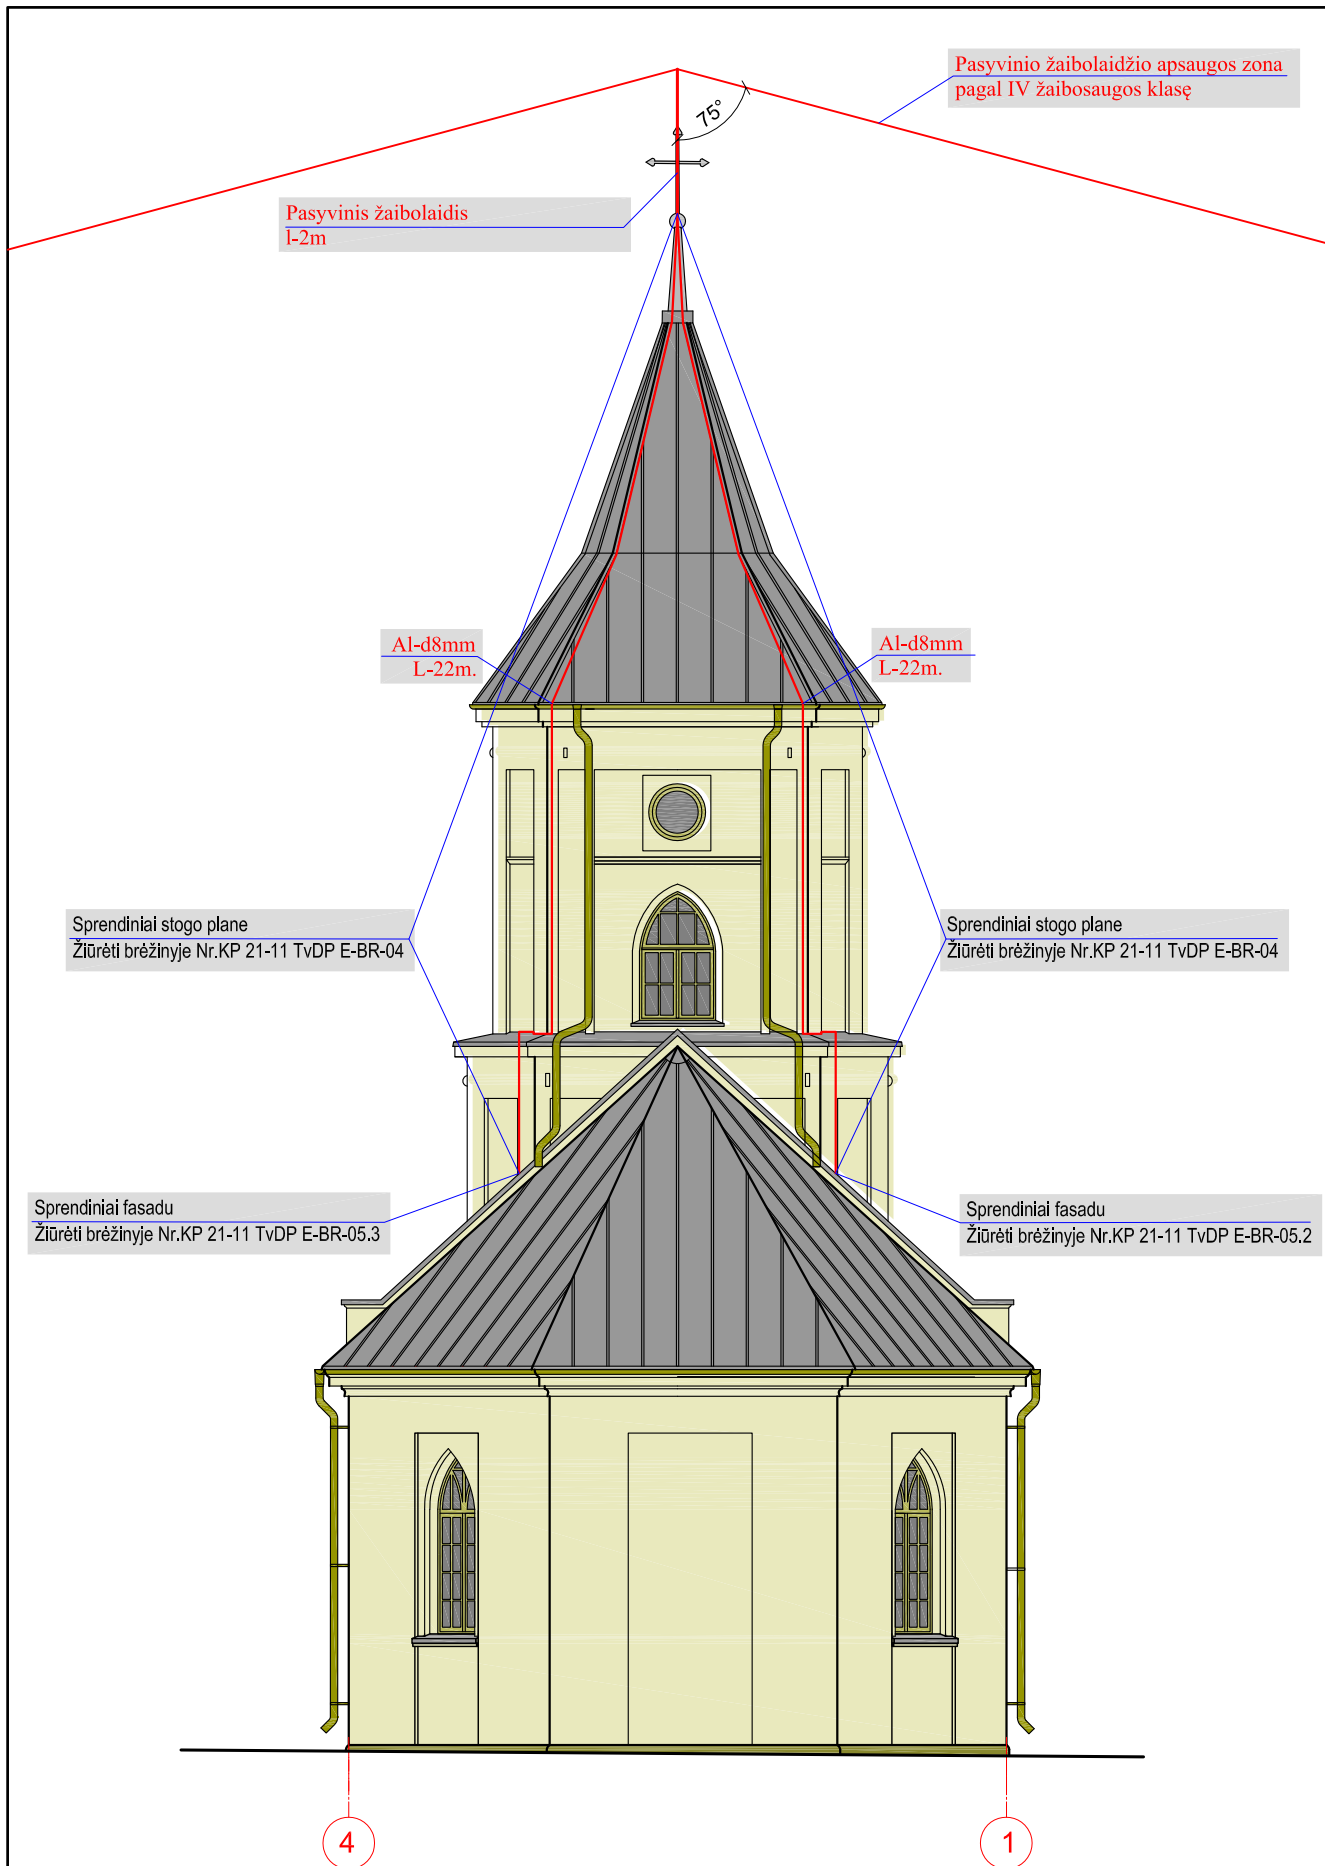 Pasyvinio žaibolaidžio apsaugos zona
pagal IV žaibosaugos klasę
75°
Pasyvinis žaibolaidis
l-2m
Al-d8mm
L-22m.
Al-d8mm
L-22m.
Sprendiniai stogo plane
Žiūrėti brėžinyje Nr.KP 21-11 TvDP E-BR-04
Sprendiniai stogo plane
Žiūrėti brėžinyje Nr.KP 21-11 TvDP E-BR-04
Sprendiniai fasadu
Žiūrėti brėžinyje Nr.KP 21-11 TvDP E-BR-05.3
Sprendiniai fasadu
Žiūrėti brėžinyje Nr.KP 21-11 TvDP E-BR-05.2
4
1